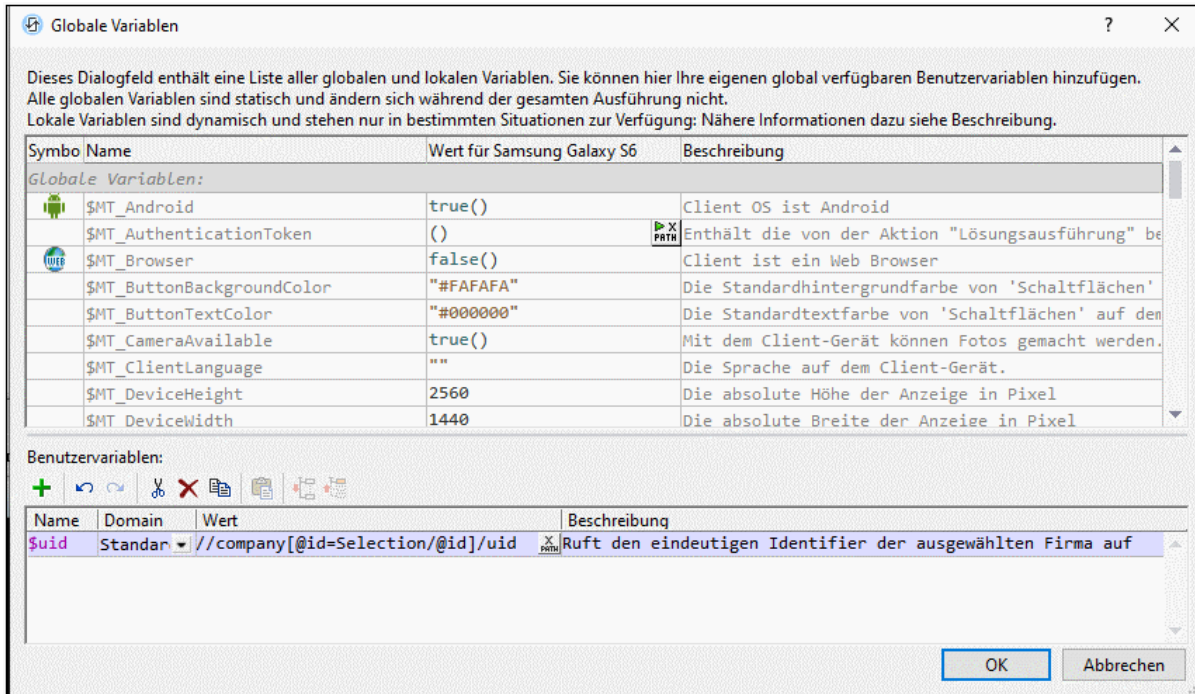 Globale Variablen ? X
Dieses Dialogfeld enthält eine Liste aller globalen und lokalen Variablen. Sie können hier Ihre eigenen global verfügbaren Benutzervariablen hinzufügen.
Alle globalen Variablen sind statisch und ändern sich während der gesamten Ausführung nicht.
Lokale Variablen sind dynamisch und stehen nur in bestimmten Situationen zur Verfügung: Nähere Informationen dazu siehe Beschreibung.
Symbo Name Wert für Samsung Galaxy S6 Beschreibung
Globale Variablen:
$MT_Android true() Client OS ist Android
$MT_AuthenticationToken () X PATH Enthält die von der Aktion "Lösungsausführung" be
WEB $MT_Browser false() Client ist ein Web Browser
$MT_ButtonBackgroundColor "#FAFAFA" Die Standardhintergrundfarbe von 'Schaltflächen'
$MT_ButtonTextColor "#000000" Die Standardtextfarbe von 'Schaltflächen' auf den
$MT_CameraAvailable true() Mit dem Client-Gerät können Fotos gemacht werden.
$MT_ClientLanguage "" Die Sprache auf dem Client-Gerät.
$MT_DeviceHeight 2560 Die absolute Höhe der Anzeige in Pixel
$MT_DeviceWidth 1440 Die absolute Breite der Anzeige in Pixel
Benutzervariablen:
Name Domain Wert Beschreibung
$uid Standar //company[@id=Selection/@id]/uid X PATH Ruft den eindeutigen Identifier der ausgewählten Firma auf
OK Abbrechen